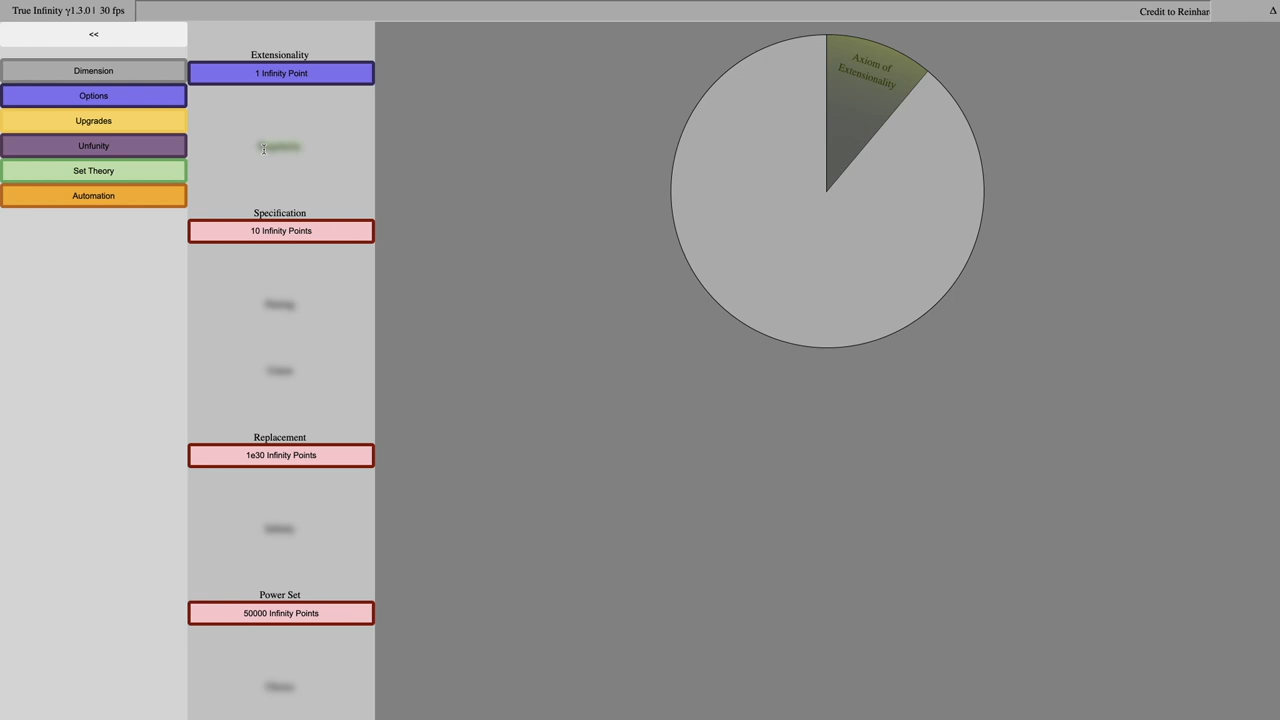 True Infinity γ1.3.0 | 30 fps
Credit to Reinhar
Δ
<<
Dimension
Options
Upgrades
Unfunity
Set Theory
Automation
Extensionality
1 Infinity Point
Specification
10 Infinity Points
Replacement
1e30 Infinity Points
Power Set
50000 Infinity Points
Axiom of
Extensionality